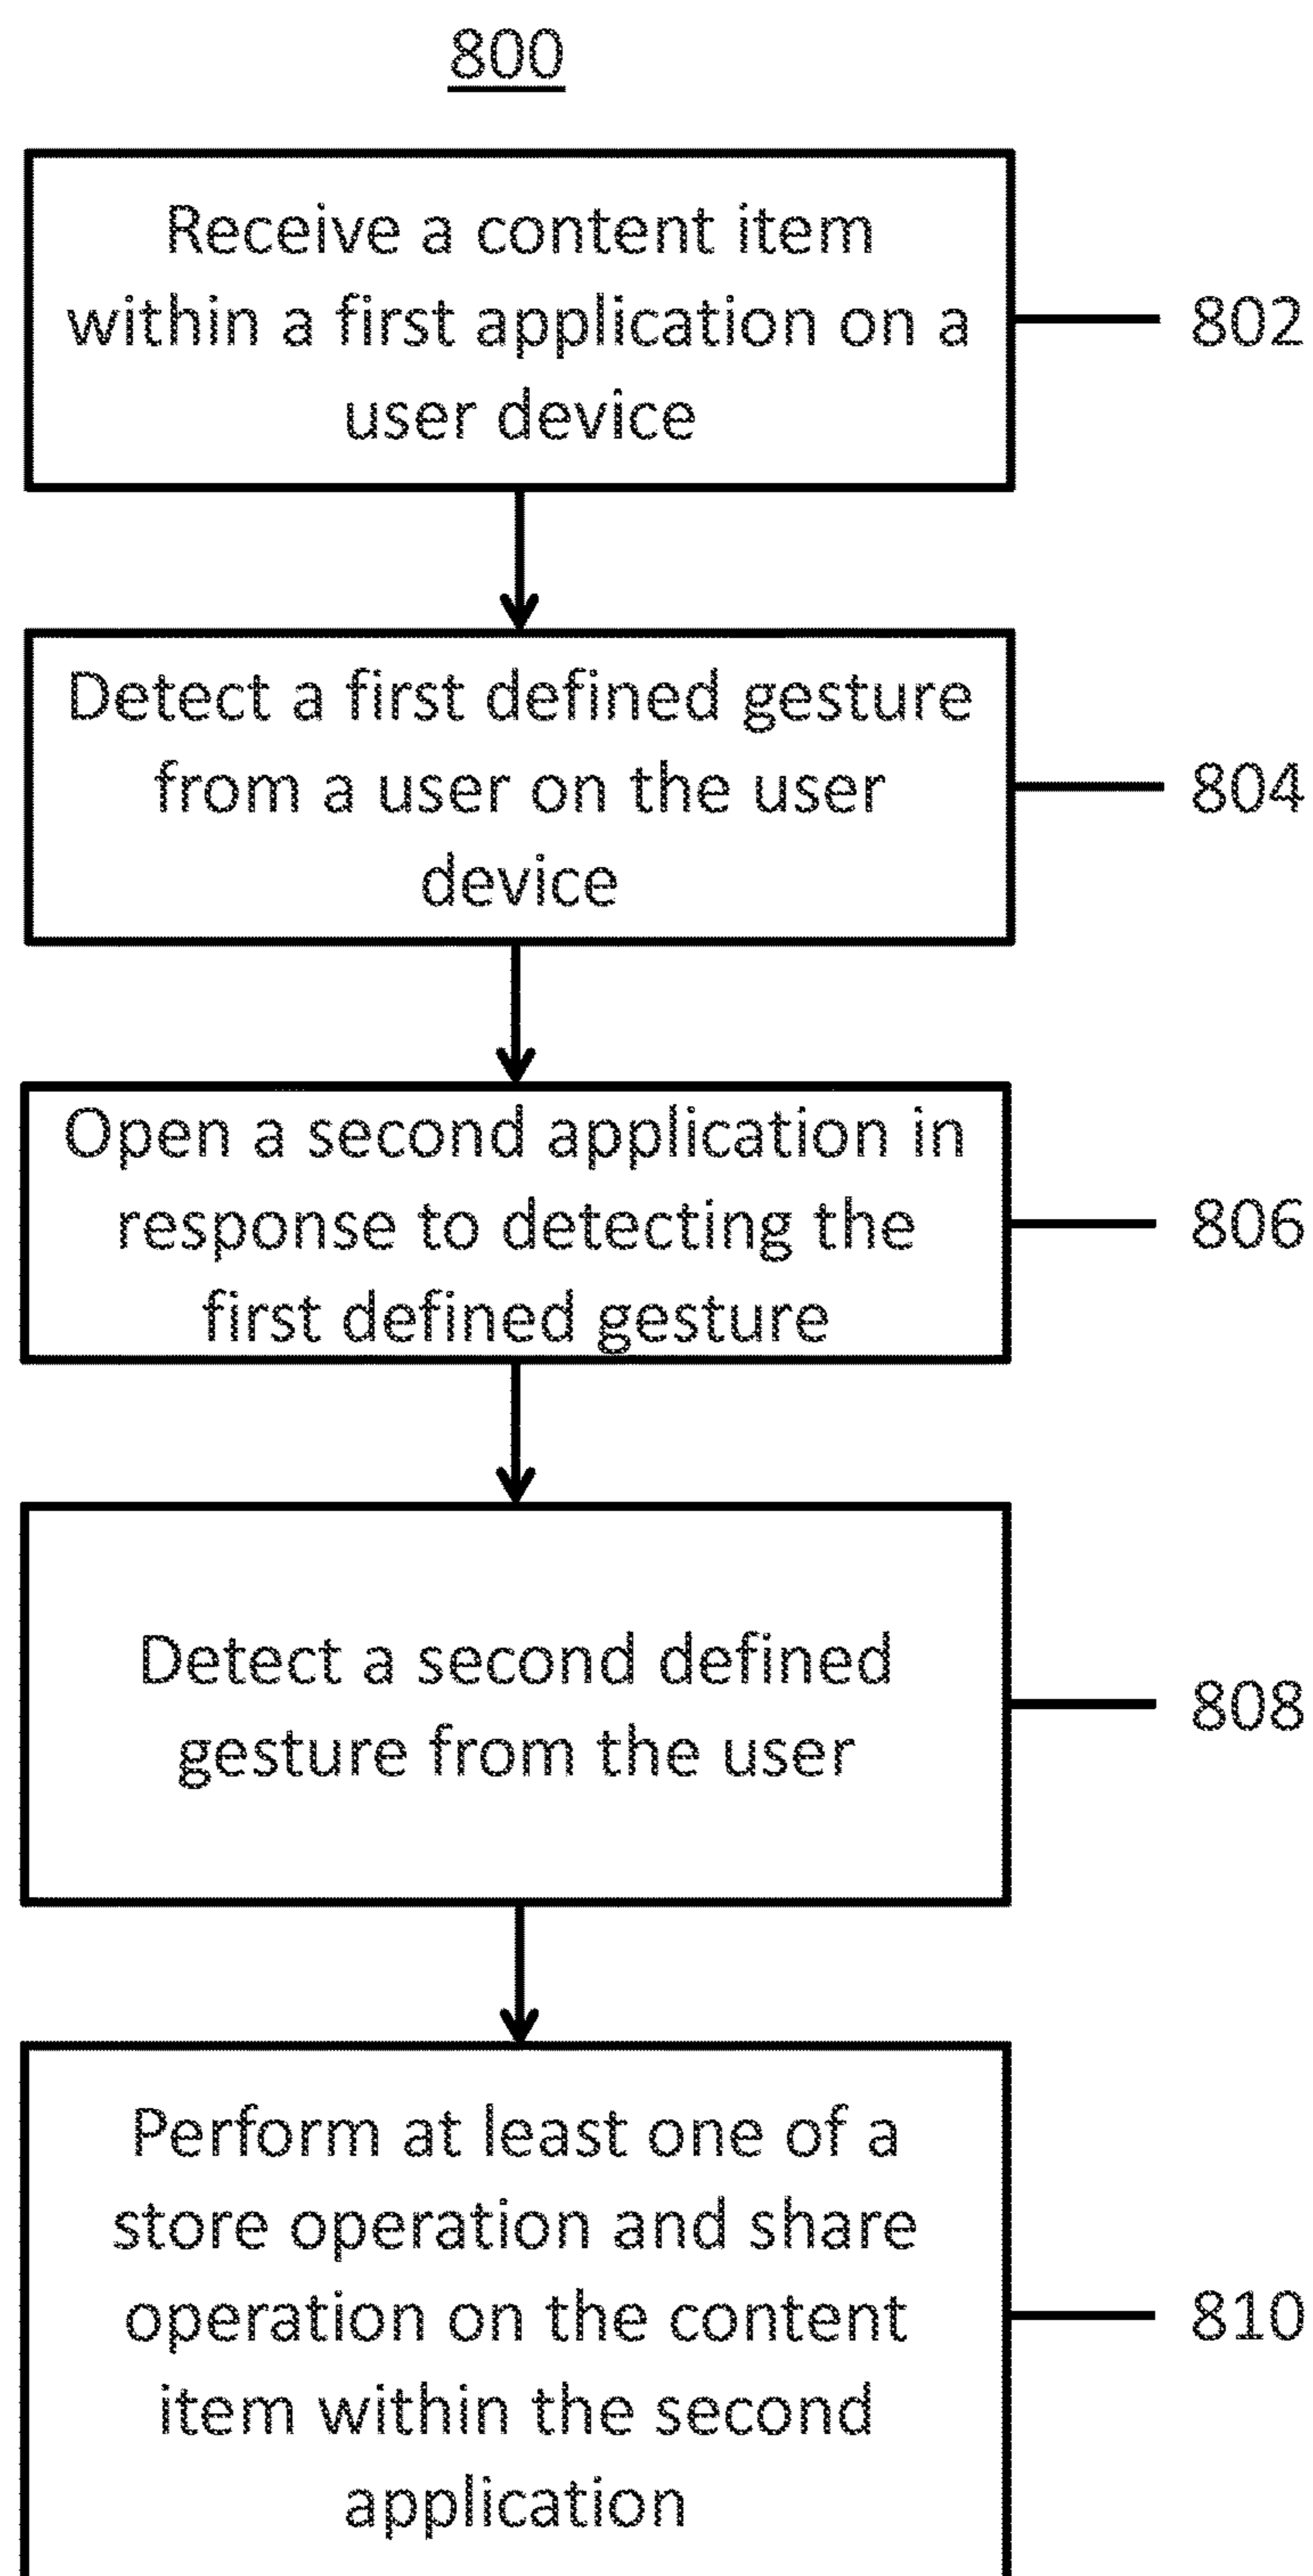 800
Receive a content item
within a first application on a
user device
802
Detect a first defined gesture
from a user on the user
device
804
Open a second application in
response to detecting the
first defined gesture
806
Detect a second defined
gesture from the user
808
Perform at least one of a
store operation and share
operation on the content
item within the second
application
810